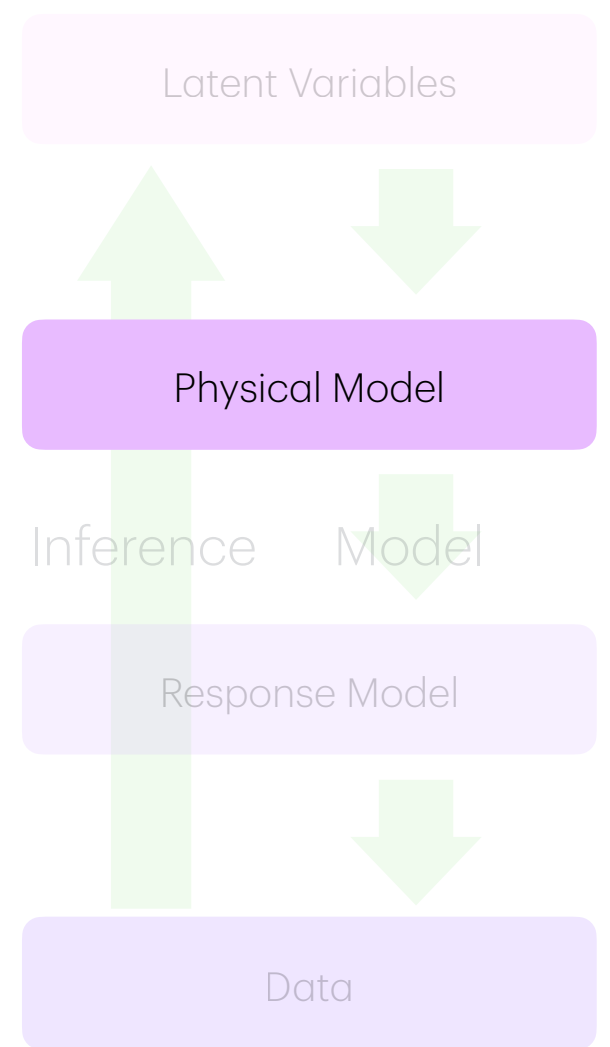 Latent Variables
Physical Model
Inference Model
Response Model
Data